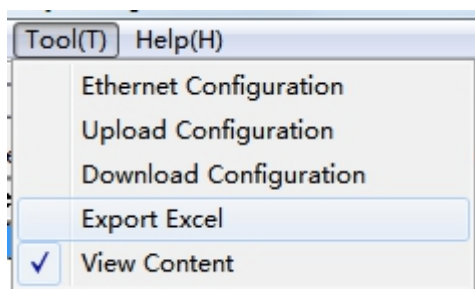 Tool(T) Help(H)
Ethernet Configuration
Upload Configuration
Download Configuration
Export Excel
View Content